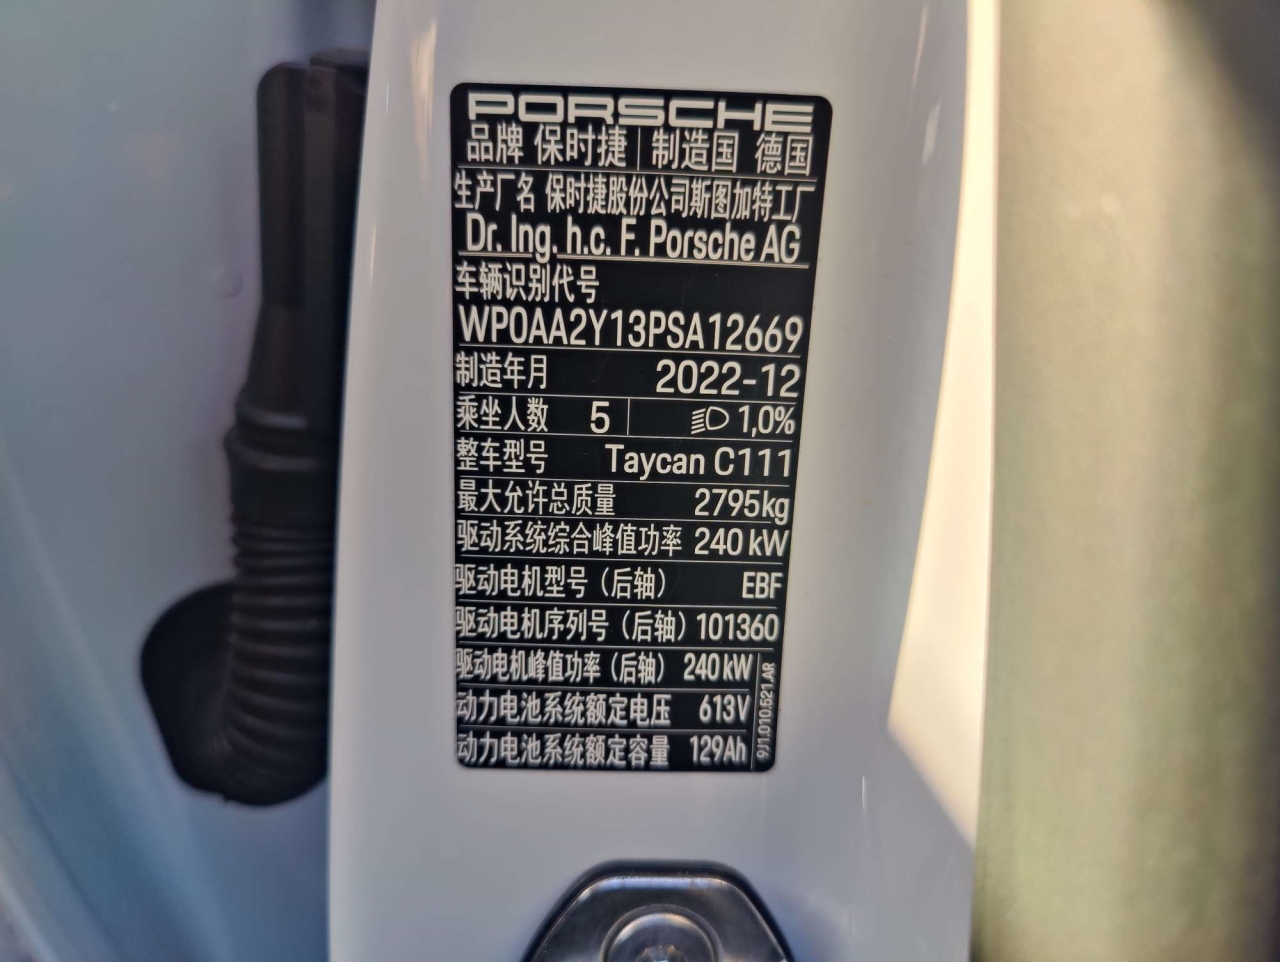 PORSCHE
品牌 保时捷 制造国 德国
生产厂名 保时捷股份公司斯图加特工厂
Dr. Ing. h.c. F. Porsche AG
车辆识别代号
WP0AA2Y13PSA12669
制造年月 2022-12
乘坐人数 5 1,0%
整车型号 Taycan C111
最大允许总质量 2795kg
驱动系统综合峰值功率 240 kW
驱动电机型号（后轴） EBF
驱动电机序列号（后轴）101360
驱动电机峰值功率（后轴） 240 kW
动力电池系统额定电压 613V
动力电池系统额定容量 129Ah
9J1.010.521.AR